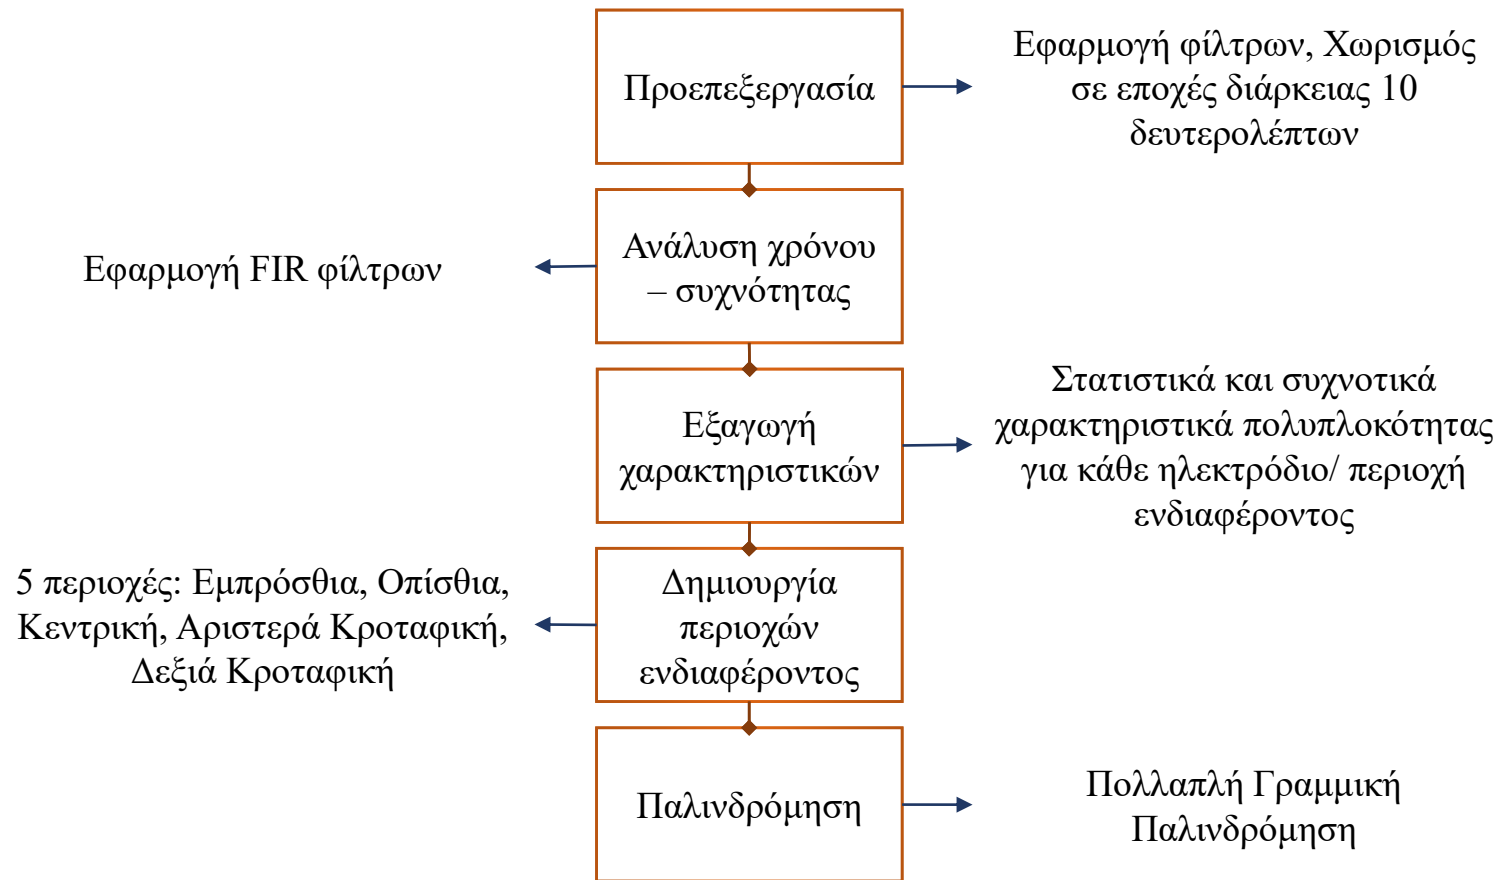 Προεπεξεργασία
Εφαρμογή φίλτρων, Χωρισμός
σε εποχές διάρκειας 10
δευτερολέπτων
Ανάλυση χρόνου
– συχνότητας
Εφαρμογή FIR φίλτρων
Εξαγωγή
χαρακτηριστικών
Στατιστικά και συχνοτικά
χαρακτηριστικά πολυπλοκότητας
για κάθε ηλεκτρόδιο/ περιοχή
ενδιαφέροντος
Δημιουργία
περιοχών
ενδιαφέροντος
5 περιοχές: Εμπρόσθια, Οπίσθια,
Κεντρική, Αριστερά Κροταφική,
Δεξιά Κροταφική
Παλινδρόμηση
Πολλαπλή Γραμμική
Παλινδρόμηση